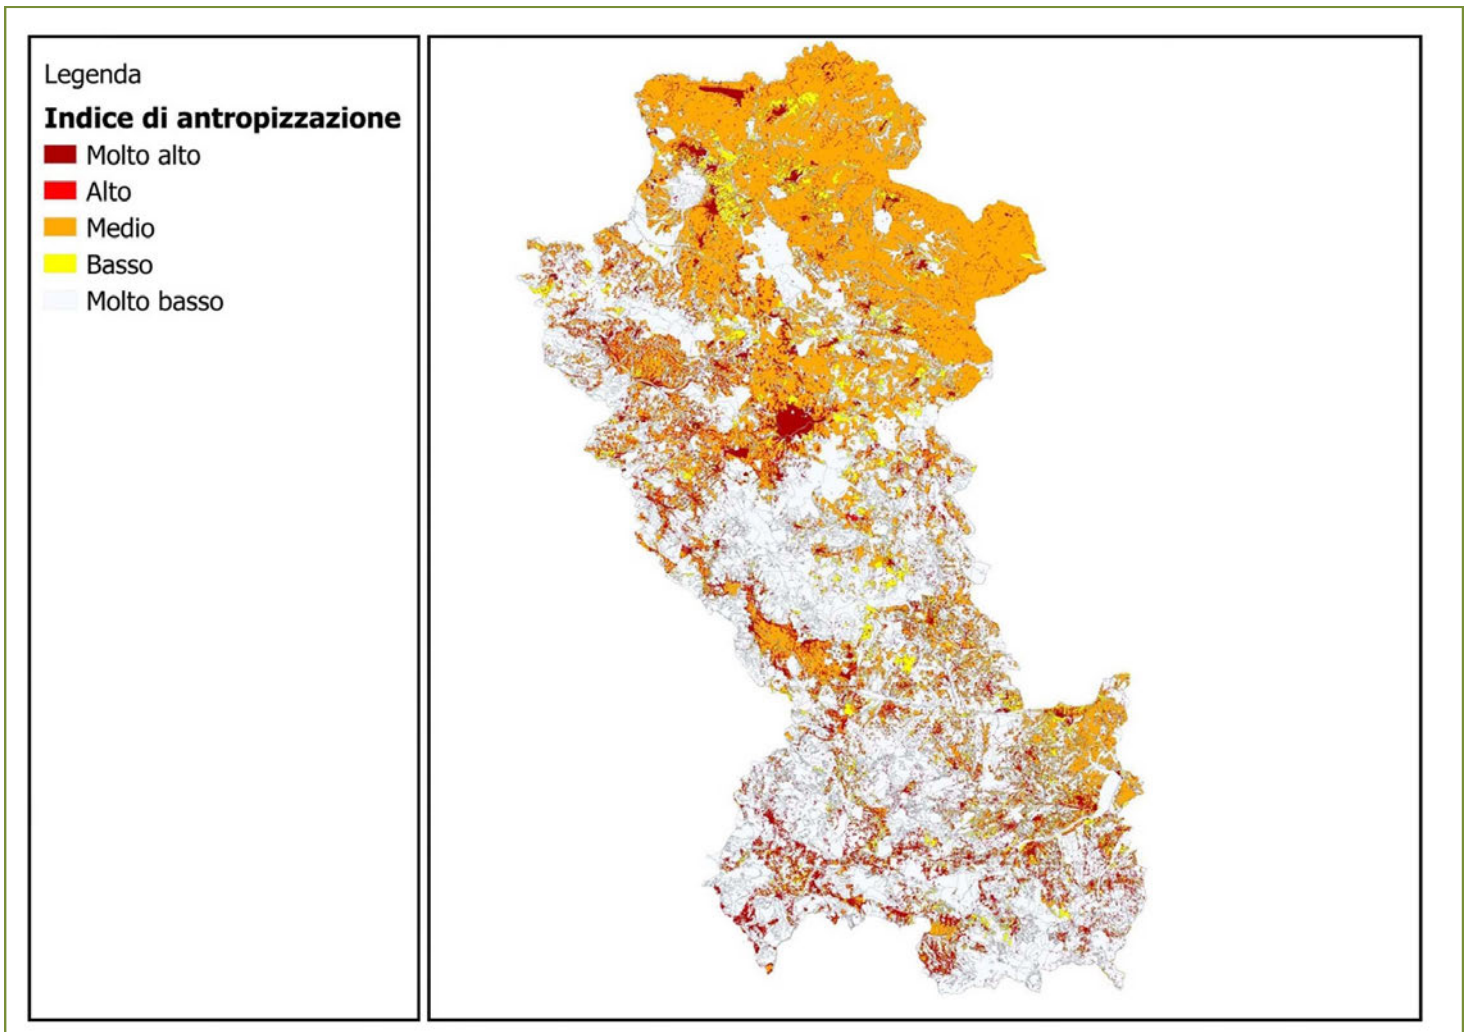 Legenda
Indice di antropizzazione
Molto alto
Alto
Medio
Basso
Molto basso